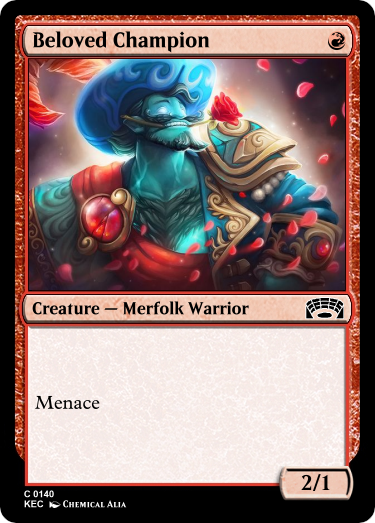 Beloved Champion
Creature — Merfolk Warrior
Menace
2/1
C 0140
KEC Chemical Alia